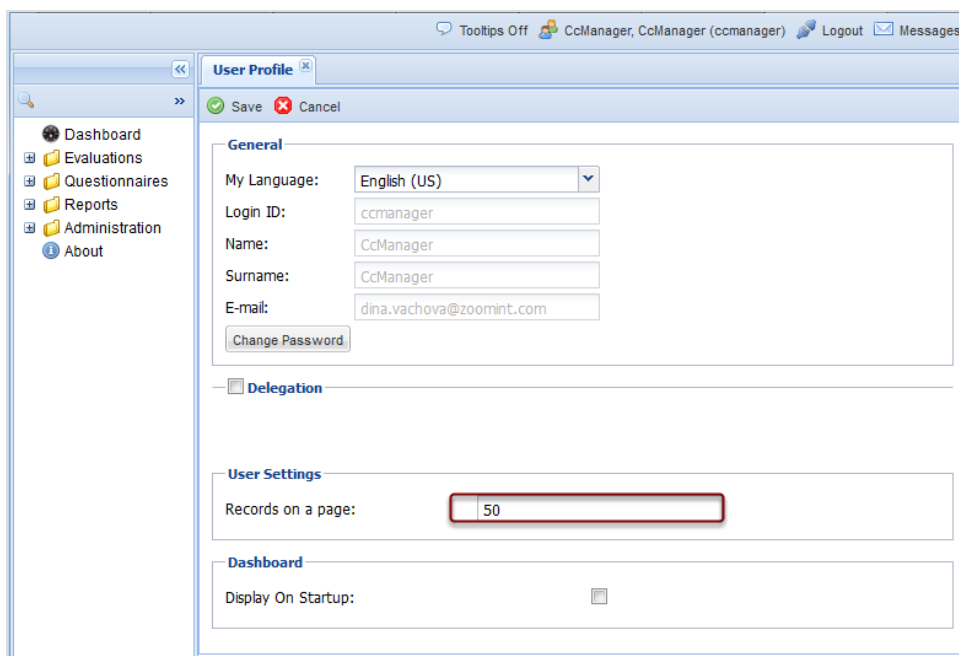 Tooltips Off CcManager, CcManager (ccmanager) Logout Messages
User Profile
Save Cancel
Dashboard
Evaluations
Questionnaires
Reports
Administration
About
General
My Language: English (US)
Login ID: ccmanager
Name: CcManager
Surname: CcManager
E-mail: dina.vachova@zoomint.com
Change Password
Delegation
User Settings
Records on a page: 50
Dashboard
Display On Startup: